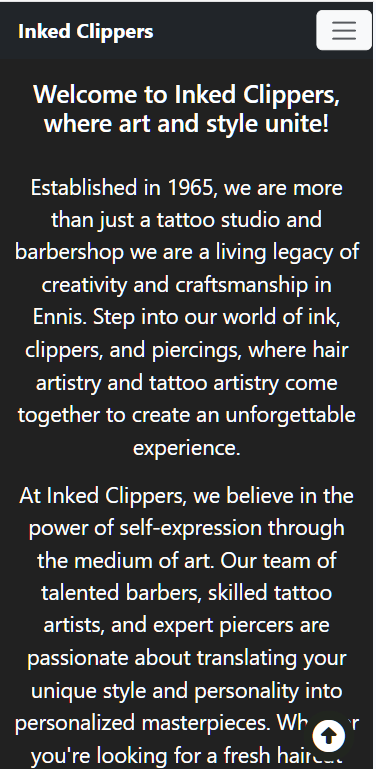 Inked Clippers
Welcome to Inked Clippers,
where art and style unite!
Established in 1965, we are more
than just a tattoo studio and
barbershop we are a living legacy of
creativity and craftsmanship in
Ennis. Step into our world of ink,
clippers, and piercings, where hair
artistry and tattoo artistry come
together to create an unforgettable
experience.
At Inked Clippers, we believe in the
power of self-expression through
the medium of art. Our team of
talented barbers, skilled tattoo
artists, and expert piercers are
passionate about translating your
unique style and personality into
personalized masterpieces.
you're looking for a fresh haircut